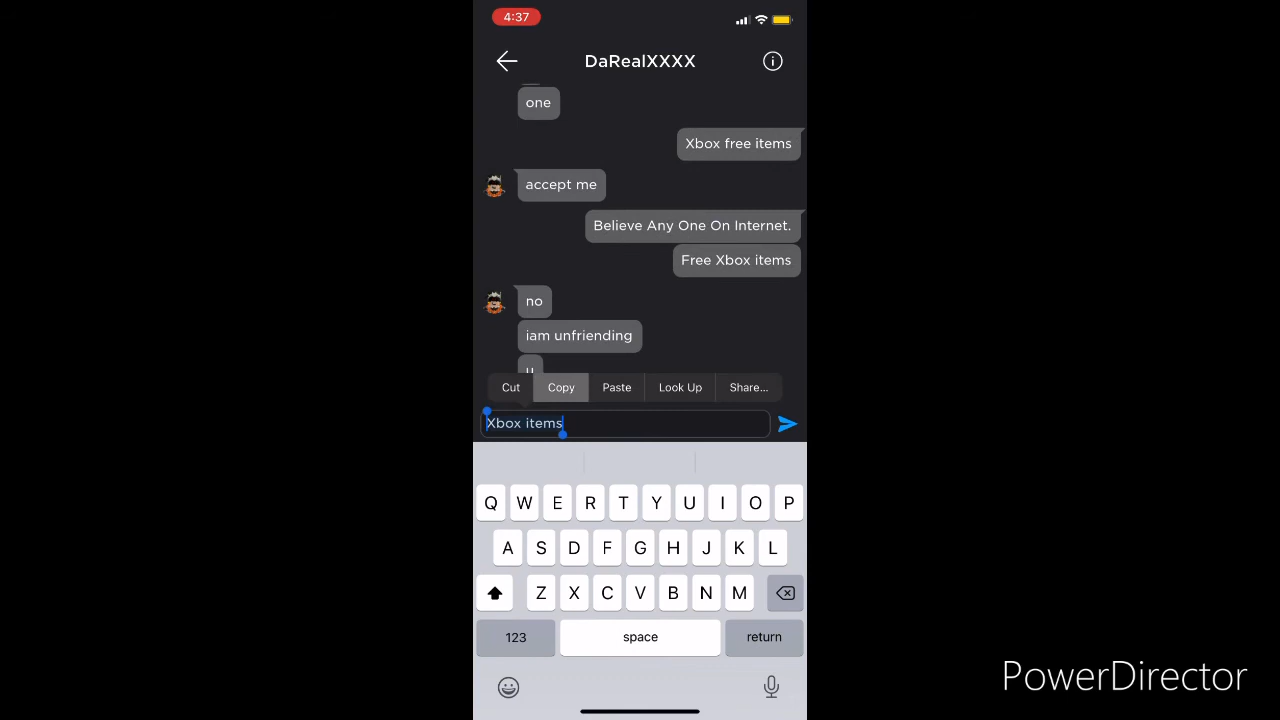 4:37
DaRealXXXX
one
Xbox free items
accept me
Believe Any One On Internet.
Free Xbox items
no
iam unfriending
u
Cut Copy Paste Look Up Share...
Xbox items
Q W E R T Y U I O P
A S D F G H J K L
Z X C V B N M
123 space return
PowerDirector